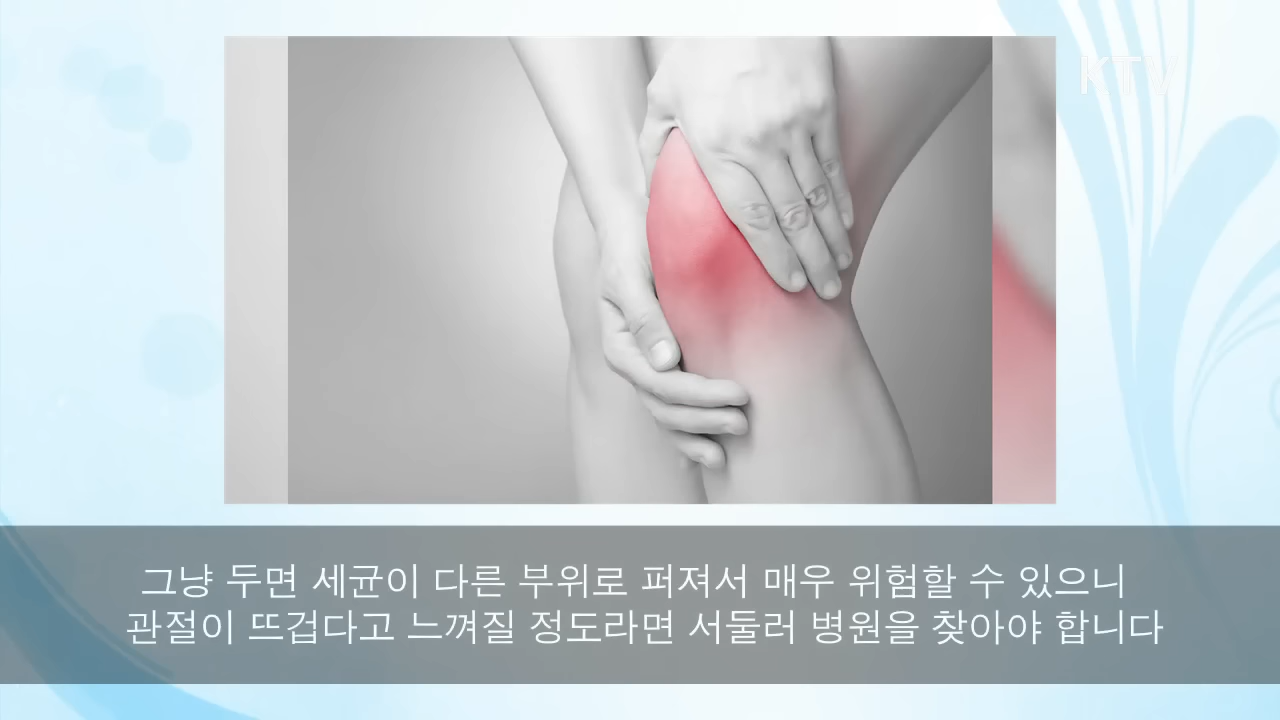 KTV
그냥 두면 세균이 다른 부위로 퍼져서 매우 위험할 수 있으니
관절이 뜨겁다고 느껴질 정도라면 서둘러 병원을 찾아야 합니다